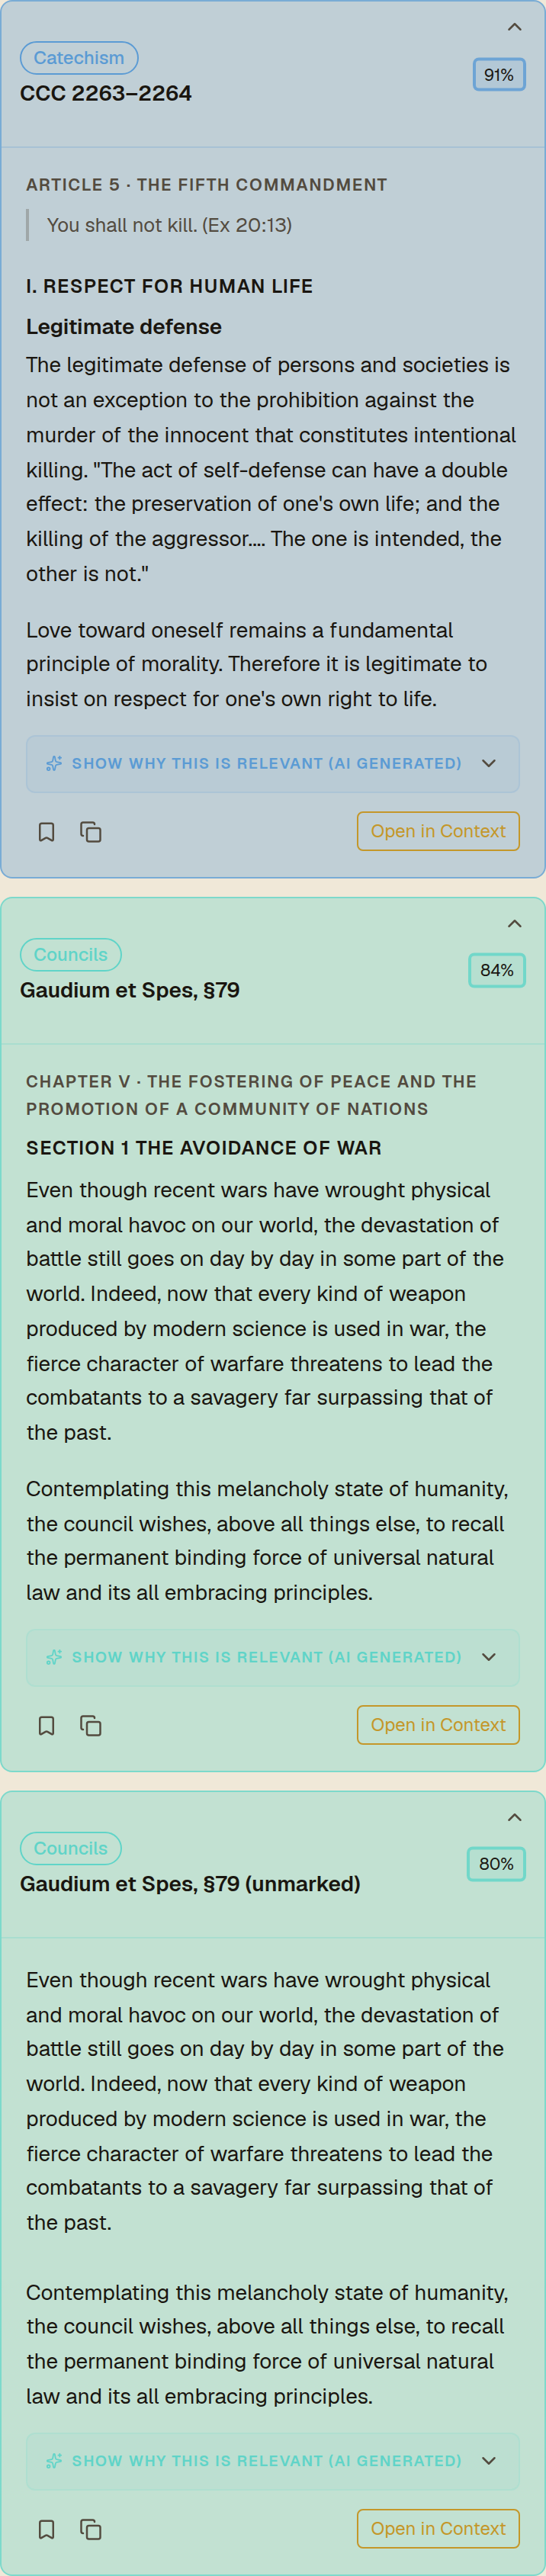 Catechism
91%
CCC 2263–2264
ARTICLE 5 · THE FIFTH COMMANDMENT
You shall not kill. (Ex 20:13)
I. RESPECT FOR HUMAN LIFE
Legitimate defense
The legitimate defense of persons and societies is
not an exception to the prohibition against the
murder of the innocent that constitutes intentional
killing. "The act of self-defense can have a double
effect: the preservation of one's own life; and the
killing of the aggressor.... The one is intended, the
other is not."
Love toward oneself remains a fundamental
principle of morality. Therefore it is legitimate to
insist on respect for one's own right to life.
SHOW WHY THIS IS RELEVANT (AI GENERATED)
Open in Context
Councils
84%
Gaudium et Spes, §79
CHAPTER V · THE FOSTERING OF PEACE AND THE
PROMOTION OF A COMMUNITY OF NATIONS
SECTION 1 THE AVOIDANCE OF WAR
Even though recent wars have wrought physical
and moral havoc on our world, the devastation of
battle still goes on day by day in some part of the
world. Indeed, now that every kind of weapon
produced by modern science is used in war, the
fierce character of warfare threatens to lead the
combatants to a savagery far surpassing that of
the past.
Contemplating this melancholy state of humanity,
the council wishes, above all things else, to recall
the permanent binding force of universal natural
law and its all embracing principles.
SHOW WHY THIS IS RELEVANT (AI GENERATED)
Open in Context
Councils
80%
Gaudium et Spes, §79 (unmarked)
Even though recent wars have wrought physical
and moral havoc on our world, the devastation of
battle still goes on day by day in some part of the
world. Indeed, now that every kind of weapon
produced by modern science is used in war, the
fierce character of warfare threatens to lead the
combatants to a savagery far surpassing that of
the past.
Contemplating this melancholy state of humanity,
the council wishes, above all things else, to recall
the permanent binding force of universal natural
law and its all embracing principles.
SHOW WHY THIS IS RELEVANT (AI GENERATED)
Open in Context